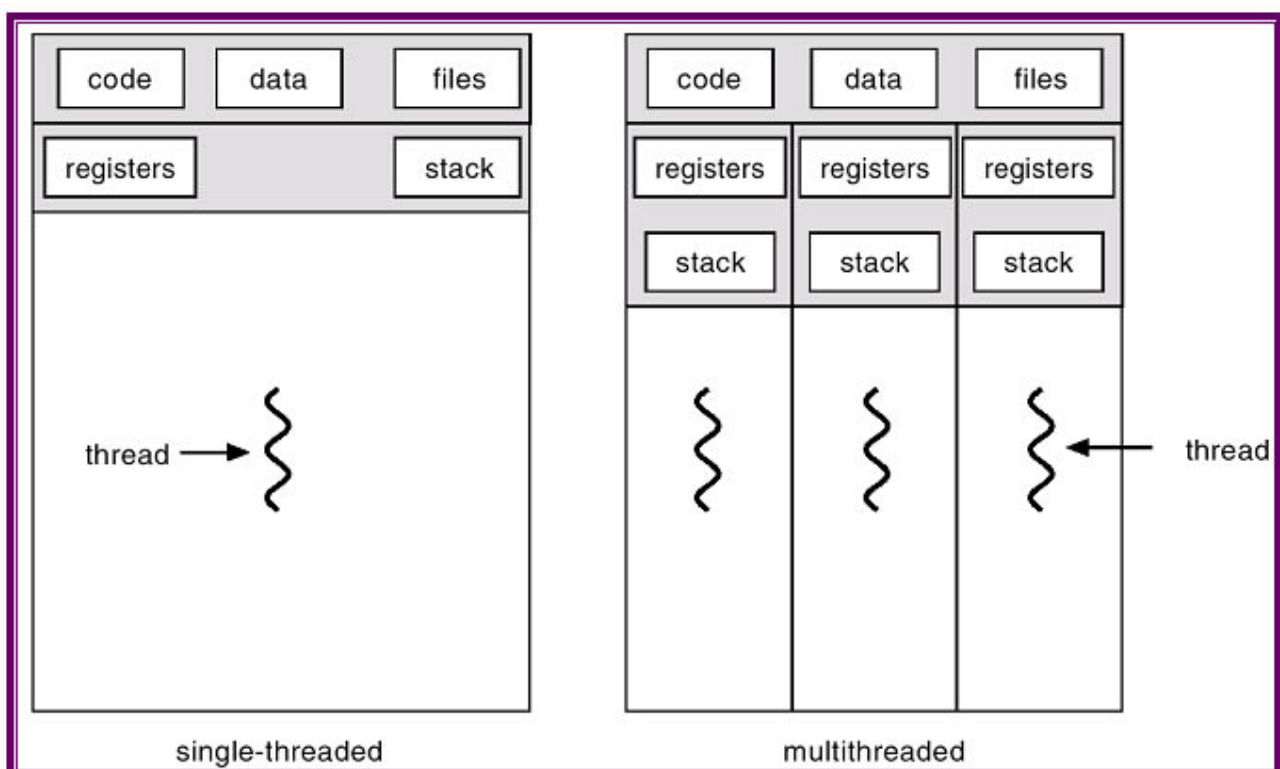 code data files
registers stack
thread
single-threaded
code data files
registers registers registers
stack stack stack
thread
multithreaded